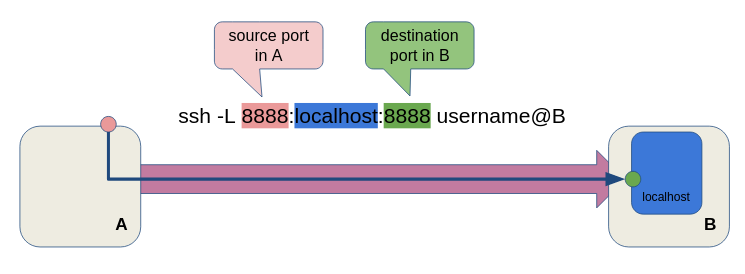 source port
in A
destination
port in B
ssh -L 8888:localhost:8888 username@B
localhost
A
B